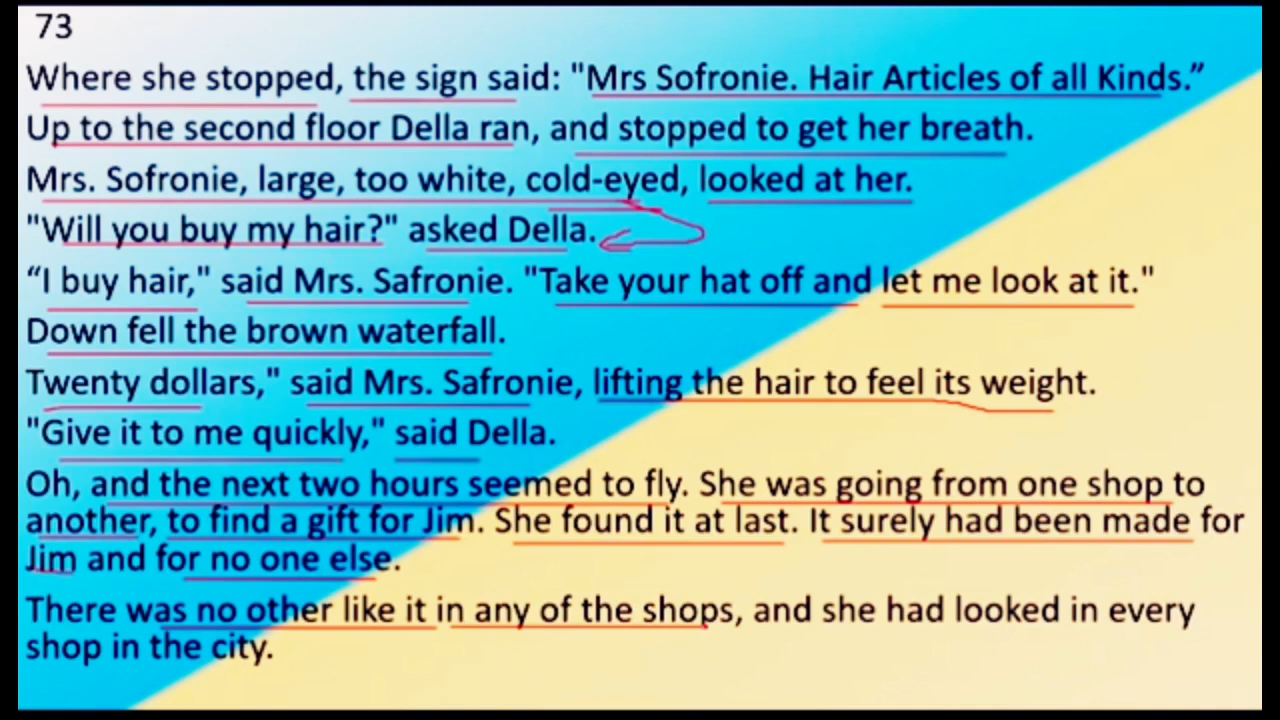 73
Where she stopped, the sign said: "Mrs Sofronie. Hair Articles of all Kinds.”
Up to the second floor Della ran, and stopped to get her breath.
Mrs. Sofronie, large, too white, cold-eyed, looked at her.
"Will you buy my hair?" asked Della.
“I buy hair," said Mrs. Safronie. "Take your hat off and let me look at it."
Down fell the brown waterfall.
Twenty dollars," said Mrs. Safronie, lifting the hair to feel its weight.
"Give it to me quickly," said Della.
Oh, and the next two hours seemed to fly. She was going from one shop to
another, to find a gift for Jim. She found it at last. It surely had been made for
Jim and for no one else.
There was no other like it in any of the shops, and she had looked in every
shop in the city.